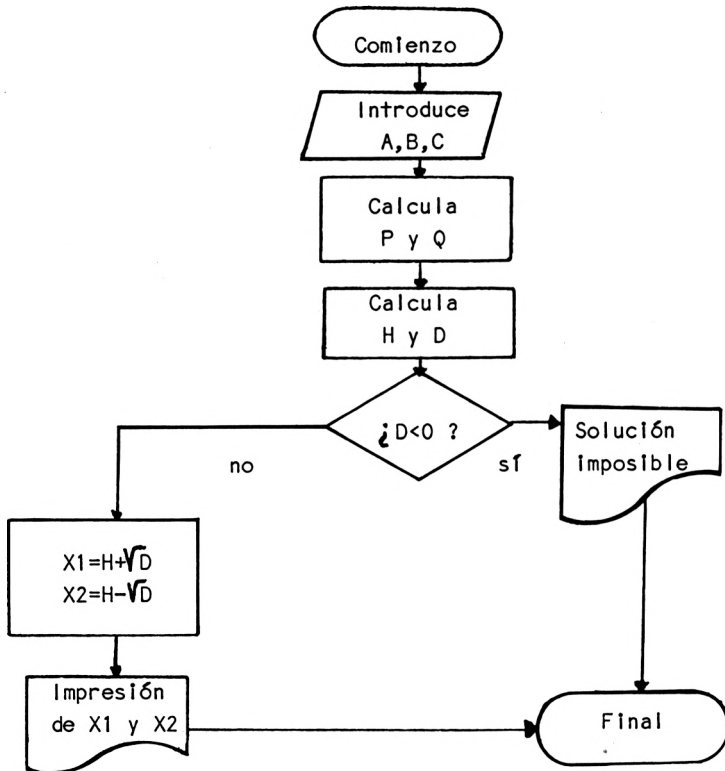 Comienzo
Introduce
A,B,C
Calcula
P y Q
Calcula
H y D
¿D<0 ?
no
sí
Solución
imposible
X1=H+√D
X2=H-√D
Impresión
de X1 y X2
Final